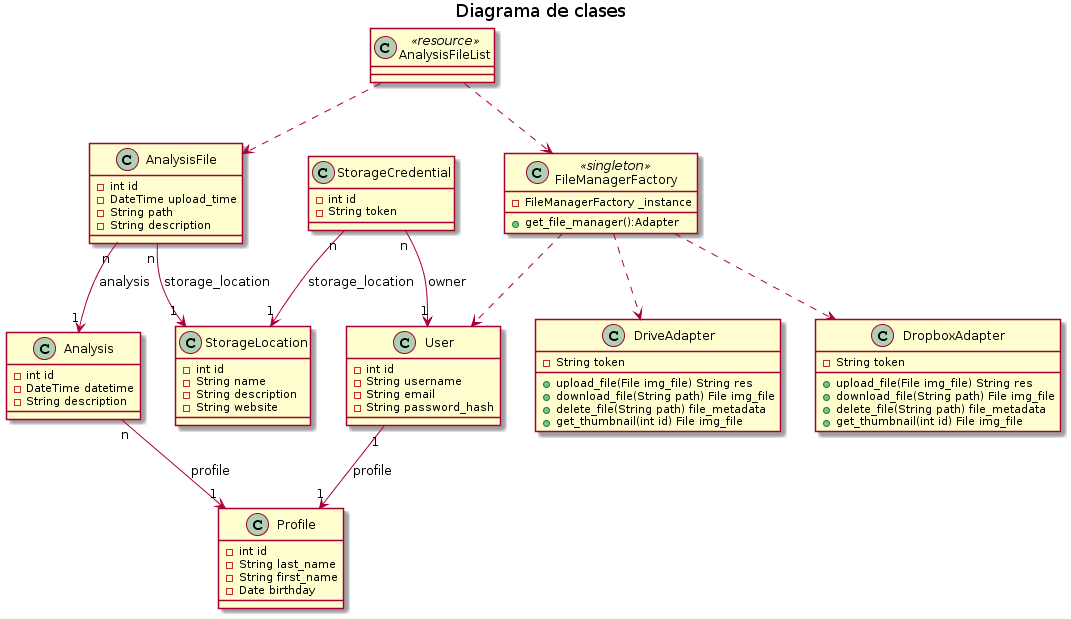 Diagrama de clases
C
«resource»
AnalysisFileList
C AnalysisFile
int id
DateTime upload_time
String path
String description
C StorageCredential
int id
String token
C
«singleton»
FileManagerFactory
FileManagerFactory _instance
get_file_manager():Adapter
n
analysis
1
n
storage_location
1
n
storage_location
1
n
owner
1
C Analysis
int id
DateTime datetime
String description
C StorageLocation
int id
String name
String description
String website
C User
int id
String username
String email
String password_hash
C DriveAdapter
String token
upload_file(File img_file) String res
download_file(String path) File img_file
delete_file(String path) file_metadata
get_thumbnail(int id) File img_file
C DropboxAdapter
String token
upload_file(File img_file) String res
download_file(String path) File img_file
delete_file(String path) file_metadata
get_thumbnail(int id) File img_file
n
profile
1
1
profile
1
C Profile
int id
String last_name
String first_name
Date birthday